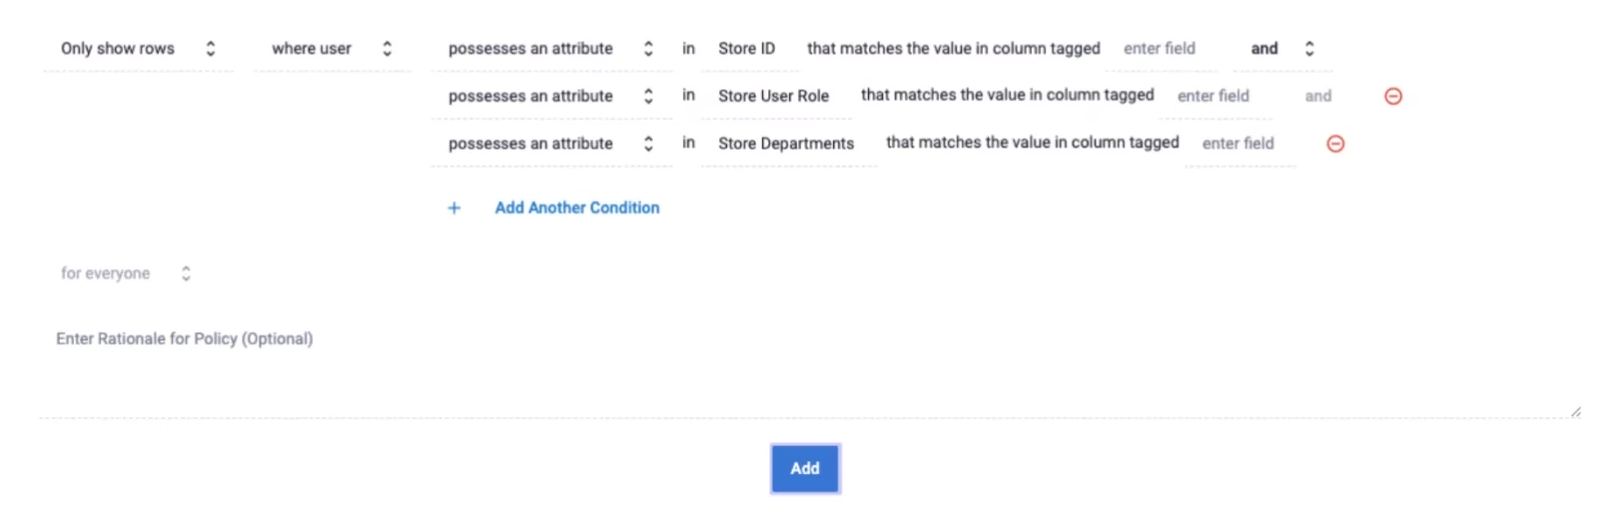 Only show rows where user possesses an attribute in Store ID that matches the value in column tagged enter field and
possesses an attribute in Store User Role that matches the value in column tagged enter field and
possesses an attribute in Store Departments that matches the value in column tagged enter field
+ Add Another Condition
for everyone
Enter Rationale for Policy (Optional)
Add